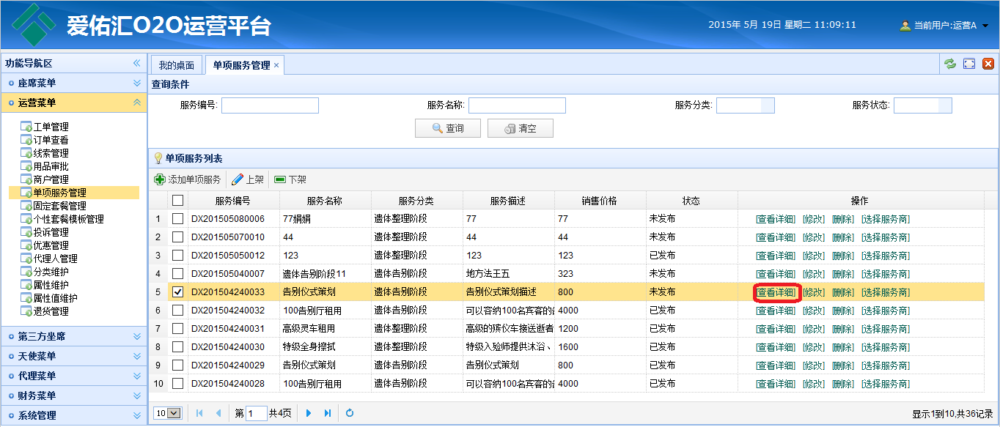 爱佑汇O2O运营平台
2015年 5月 19日 星期二 11:09:11
当前用户:运营A
功能导航区
座席菜单
运营菜单
工单管理
订单查看
线索管理
用品审批
商户管理
单项服务管理
固定套餐管理
个性套餐模板管理
投诉管理
优惠管理
代理人管理
分类维护
属性维护
属性值维护
退货管理
第三方坐席
天使菜单
代理菜单
财务菜单
系统管理
我的桌面 单项服务管理
查询条件
服务编号: 服务名称: 服务分类: 服务状态:
查询 清空
单项服务列表
添加单项服务 上架 下架
服务编号 服务名称 服务分类 服务描述 销售价格 状态 操作
1 DX201505080006 77娟娟 遗体整理阶段 77 77 未发布 [查看详细] [修改] [删除] [选择服务商]
2 DX201505070010 44 遗体整理阶段 44 44 未发布 [查看详细] [修改] [删除] [选择服务商]
3 DX201505050012 123 遗体整理阶段 123 123 已发布 [查看详细] [修改] [删除] [选择服务商]
4 DX201505040007 遗体告别阶段11 遗体告别阶段 地方法王五 323 未发布 [查看详细] [修改] [删除] [选择服务商]
5 DX201504240033 告别仪式策划 遗体告别阶段 告别仪式策划描述 800 未发布 [查看详细] [修改] [删除] [选择服务商]
6 DX201504240032 100告别厅租用 遗体告别阶段 可以容纳100名宾客的 4000 已发布 [查看详细] [修改] [删除] [选择服务商]
7 DX201504240031 高级灵车租用 遗体整理阶段 高级的殡仪车接送逝者 1200 已发布 [查看详细] [修改] [删除] [选择服务商]
8 DX201504240030 特级全身擦拭 遗体整理阶段 特级入殓师提供沐浴、 1600 已发布 [查看详细] [修改] [删除] [选择服务商]
9 DX201504240029 告别仪式策划 遗体告别阶段 告别仪式策划 800 已发布 [查看详细] [修改] [删除] [选择服务商]
10 DX201504240028 100告别厅租用 遗体告别阶段 可以容纳100名宾客的 4000 已发布 [查看详细] [修改] [删除] [选择服务商]
10 第 1 共4页 显示1到10,共36记录